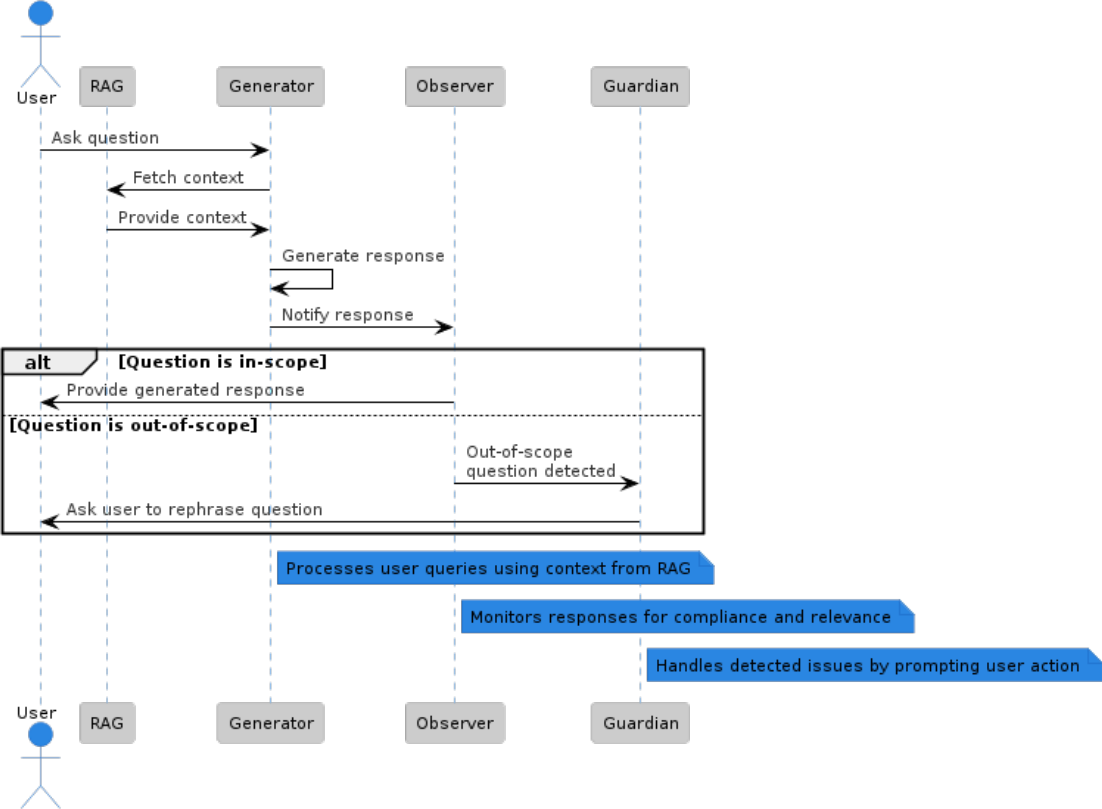 User
RAG
Generator
Observer
Guardian
Ask question
Fetch context
Provide context
Generate response
Notify response
alt
[Question is in-scope]
Provide generated response
[Question is out-of-scope]
Out-of-scope
question detected
Ask user to rephrase question
Processes user queries using context from RAG
Monitors responses for compliance and relevance
Handles detected issues by prompting user action
User
RAG
Generator
Observer
Guardian